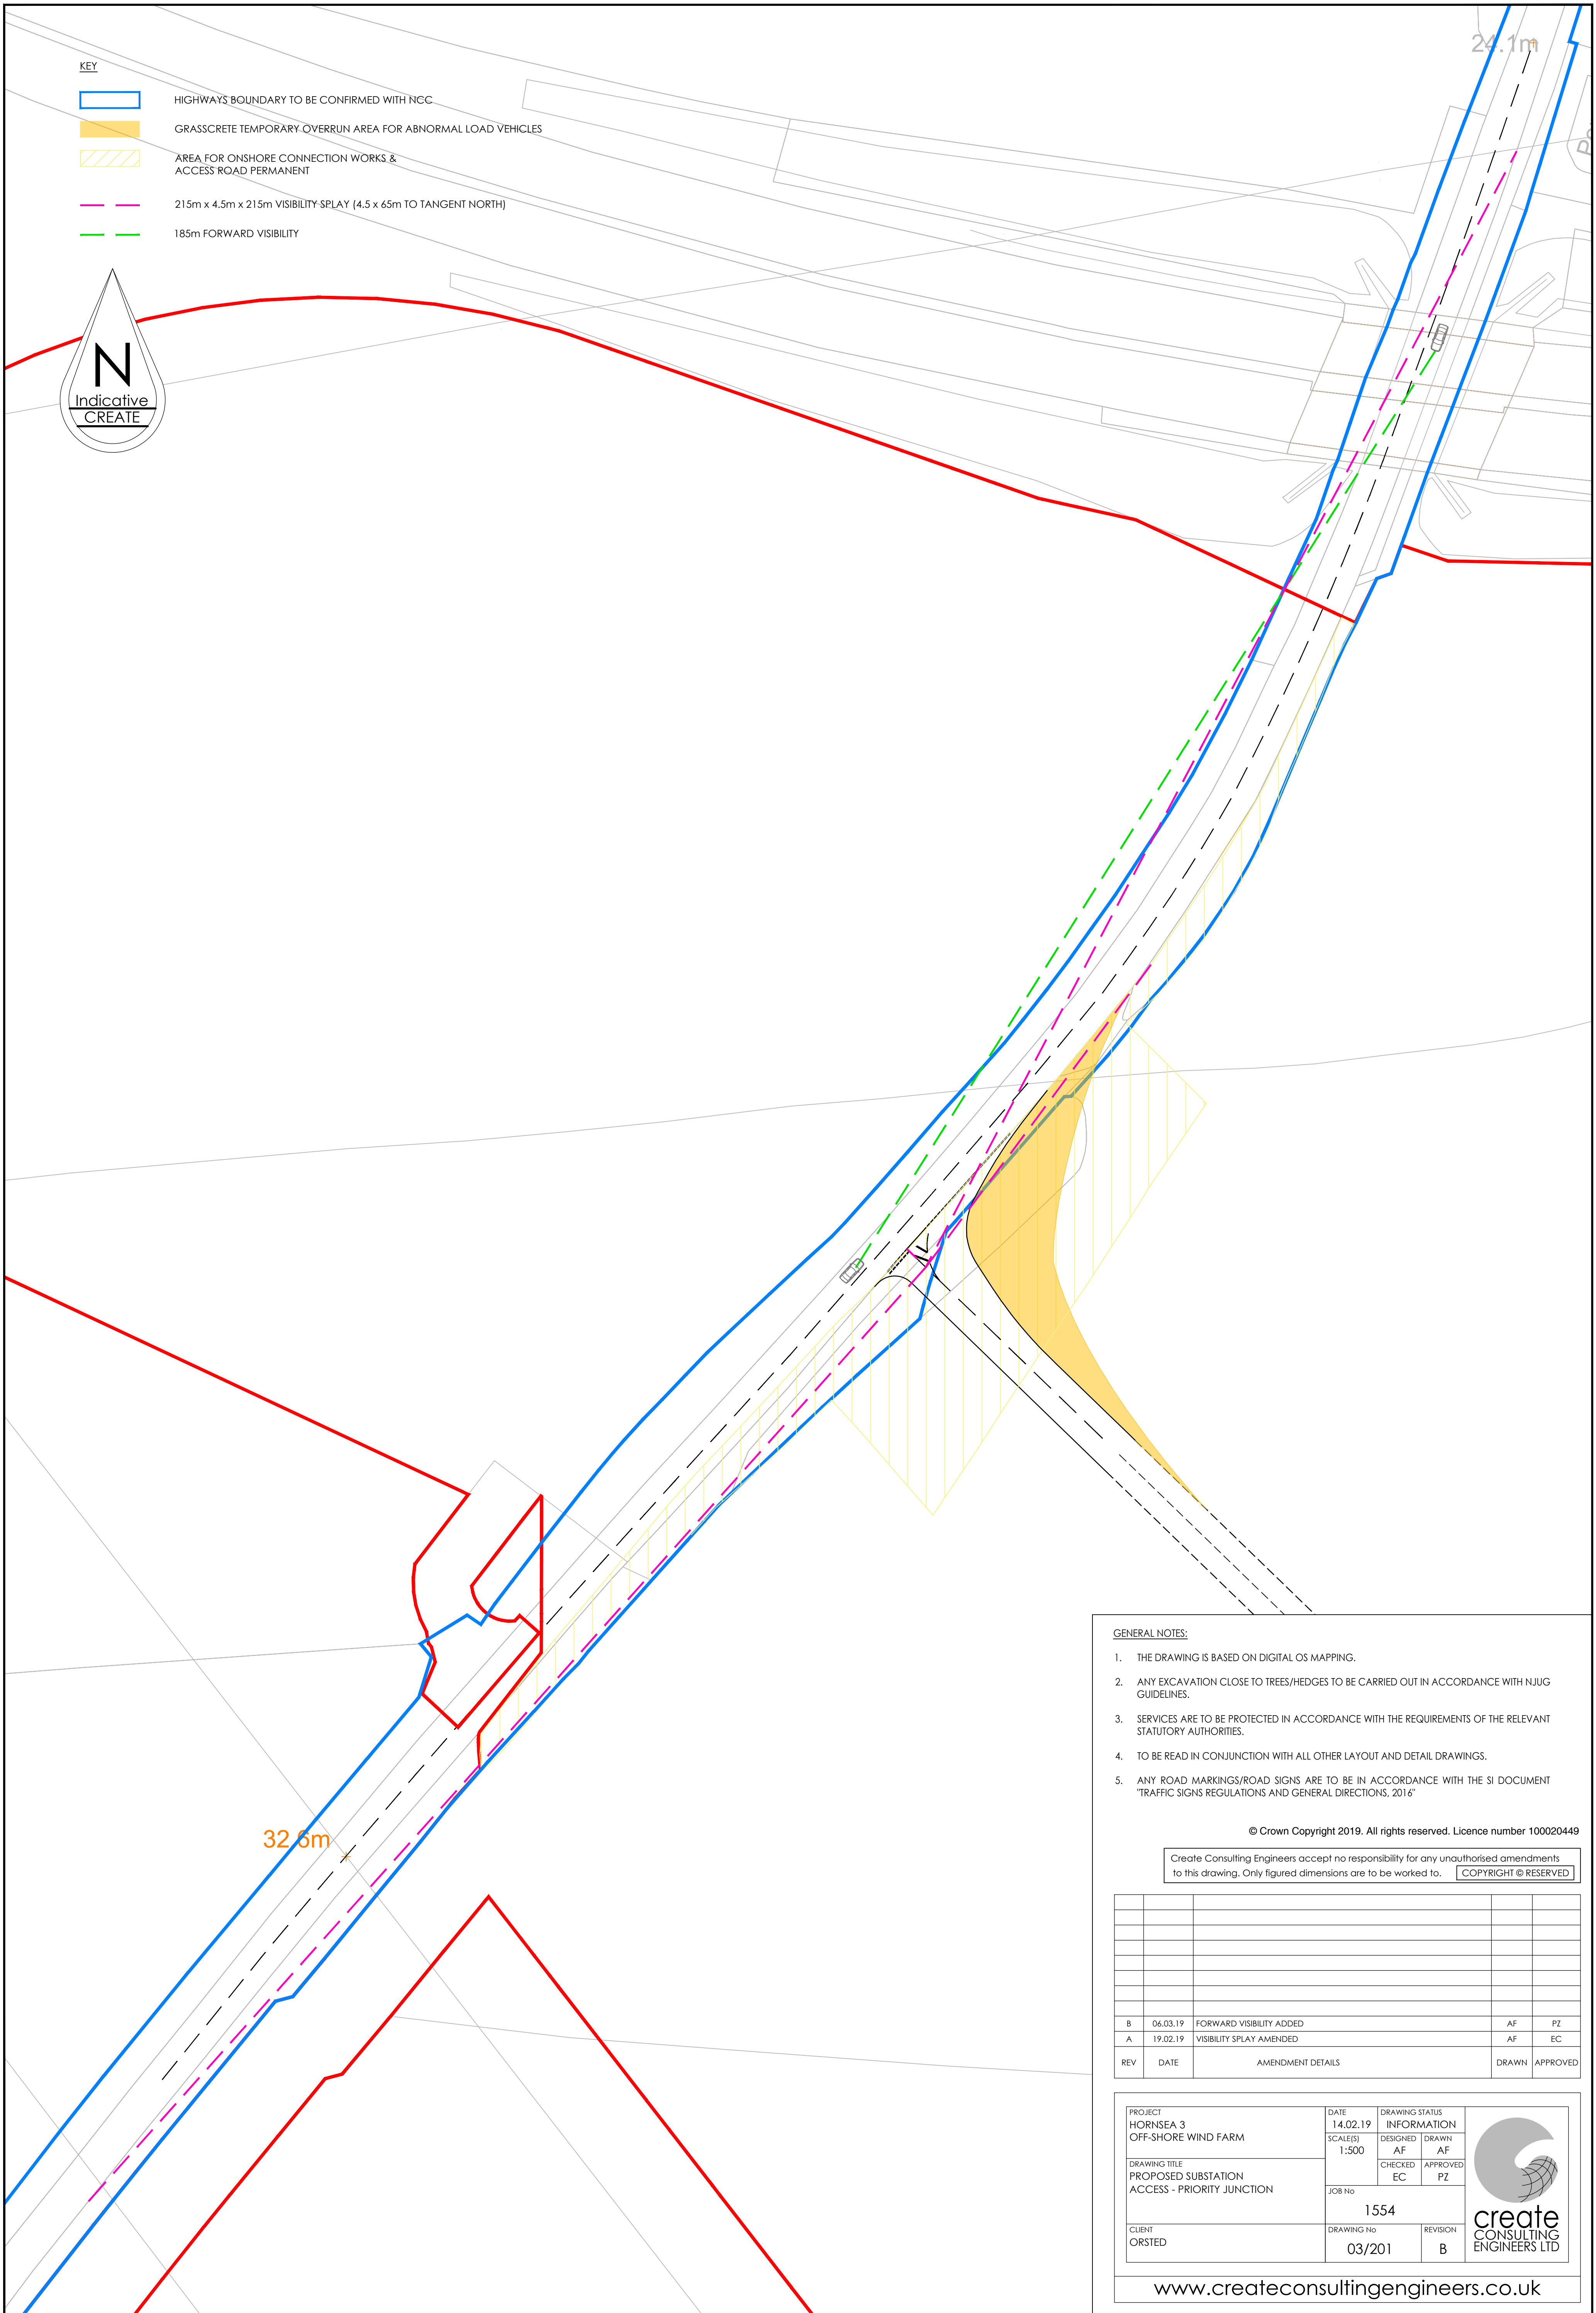 24.1m
KEY
HIGHWAYS BOUNDARY TO BE CONFIRMED WITH NCC
GRASSCRETE TEMPORARY OVERRUN AREA FOR ABNORMAL LOAD VEHICLES
AREA FOR ONSHORE CONNECTION WORKS &
ACCESS ROAD PERMANENT
215m x 4.5m x 215m VISIBILITY SPLAY (4.5 x 65m TO TANGENT NORTH)
185m FORWARD VISIBILITY
N
Indicative
CREATE
32.6m
GENERAL NOTES:
1. THE DRAWING IS BASED ON DIGITAL OS MAPPING.
2. ANY EXCAVATION CLOSE TO TREES/HEDGES TO BE CARRIED OUT IN ACCORDANCE WITH NJUG
GUIDELINES.
3. SERVICES ARE TO BE PROTECTED IN ACCORDANCE WITH THE REQUIREMENTS OF THE RELEVANT
STATUTORY AUTHORITIES.
4. TO BE READ IN CONJUNCTION WITH ALL OTHER LAYOUT AND DETAIL DRAWINGS.
5. ANY ROAD MARKINGS/ROAD SIGNS ARE TO BE IN ACCORDANCE WITH THE SI DOCUMENT
"TRAFFIC SIGNS REGULATIONS AND GENERAL DIRECTIONS, 2016"
© Crown Copyright 2019. All rights reserved. Licence number 100020449
Create Consulting Engineers accept no responsibility for any unauthorised amendments
to this drawing. Only figured dimensions are to be worked to. COPYRIGHT © RESERVED
B 06.03.19 FORWARD VISIBILITY ADDED AF PZ
A 19.02.19 VISIBILITY SPLAY AMENDED AF EC
REV DATE AMENDMENT DETAILS DRAWN APPROVED
PROJECT
HORNSEA 3
OFF-SHORE WIND FARM
DATE
14.02.19
DRAWING STATUS
INFORMATION
SCALE(S)
1:500
DESIGNED
AF
DRAWN
AF
CHECKED
EC
APPROVED
PZ
DRAWING TITLE
PROPOSED SUBSTATION
ACCESS - PRIORITY JUNCTION
JOB No
1554
CLIENT
ORSTED
DRAWING No
03/201
REVISION
B
create
CONSULTING
ENGINEERS LTD
www.createconsultingengineers.co.uk